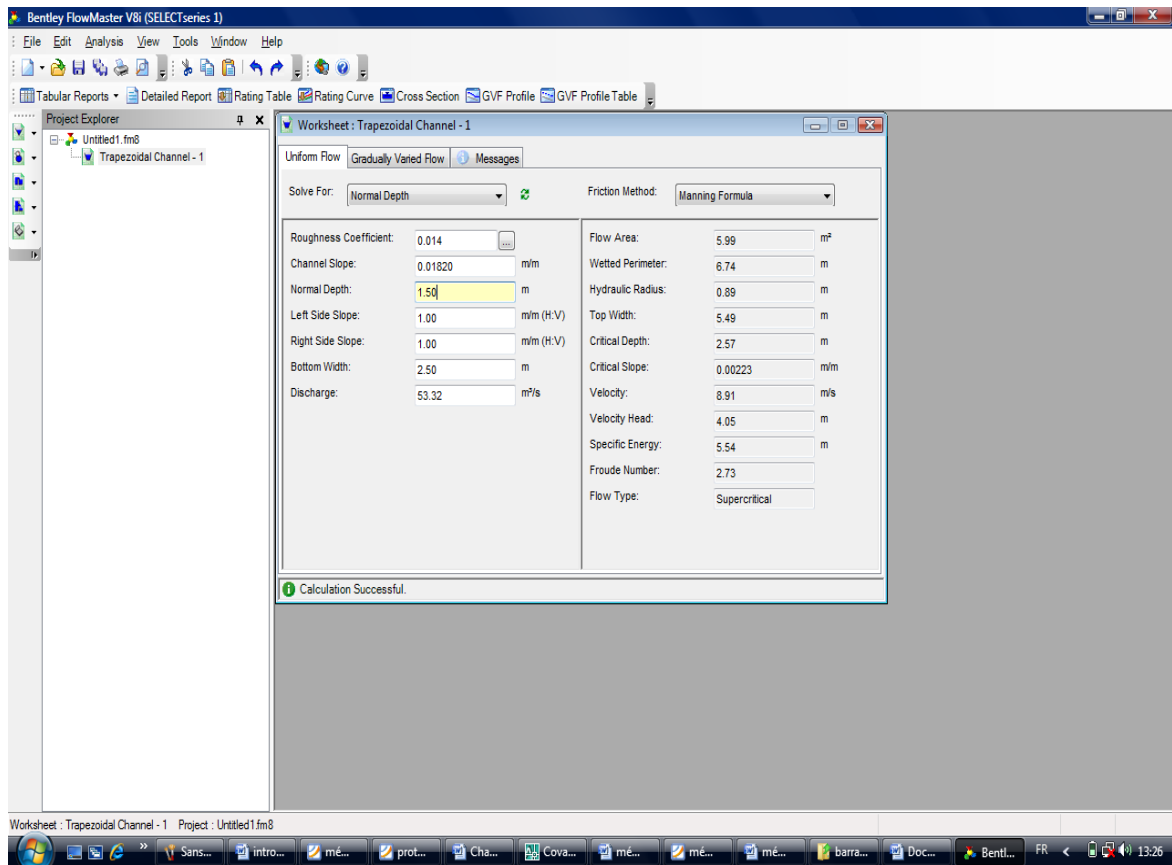 Bentley FlowMaster V8i (SELECTseries 1)
File Edit Analysis View Tools Window Help
Tabular Reports Detailed Report Rating Table Rating Curve Cross Section GVF Profile GVF Profile Table
Project Explorer
Untitled1.fm8
Trapezoidal Channel - 1
Worksheet : Trapezoidal Channel - 1
Uniform Flow Gradually Varied Flow Messages
Solve For: Normal Depth Friction Method: Manning Formula
Roughness Coefficient: 0.014 ...
Channel Slope: 0.01820 m/m
Normal Depth: 1.50 m
Left Side Slope: 1.00 m/m (H:V)
Right Side Slope: 1.00 m/m (H:V)
Bottom Width: 2.50 m
Discharge: 53.32 m³/s
Flow Area: 5.99 m²
Wetted Perimeter: 6.74 m
Hydraulic Radius: 0.89 m
Top Width: 5.49 m
Critical Depth: 2.57 m
Critical Slope: 0.00223 m/m
Velocity: 8.91 m/s
Velocity Head: 4.05 m
Specific Energy: 5.54 m
Froude Number: 2.73
Flow Type: Supercritical
Calculation Successful.
Worksheet : Trapezoidal Channel - 1 Project : Untitled1.fm8
» Sans... intro... mé... prot... Cha... Cova... mé... mé... mé... barra... Doc... Bentl... FR < 13:26